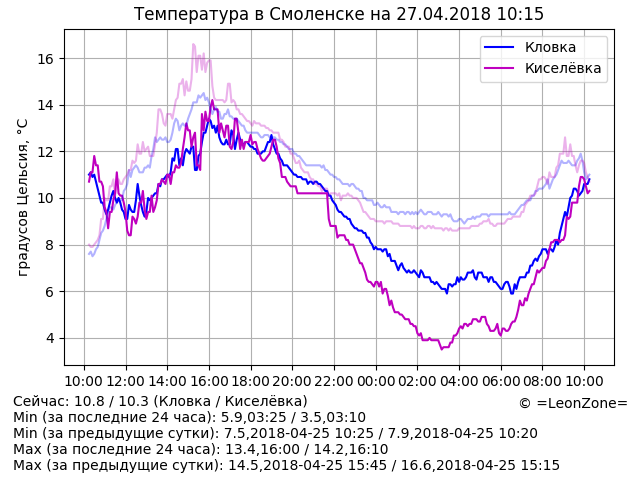 Температура в Смоленске на 27.04.2018 10:15
Кловка
Киселёвка
градусов Цельсия, °C
16
14
12
10
8
6
4
10:00 12:00 14:00 16:00 18:00 20:00 22:00 00:00 02:00 04:00 06:00 08:00 10:00
Сейчас: 10.8 / 10.3 (Кловка / Киселёвка)
© =LeonZone=
Min (за последние 24 часа): 5.9,03:25 / 3.5,03:10
Min (за предыдущие сутки): 7.5,2018-04-25 10:25 / 7.9,2018-04-25 10:20
Max (за последние 24 часа): 13.4,16:00 / 14.2,16:10
Max (за предыдущие сутки): 14.5,2018-04-25 15:45 / 16.6,2018-04-25 15:15